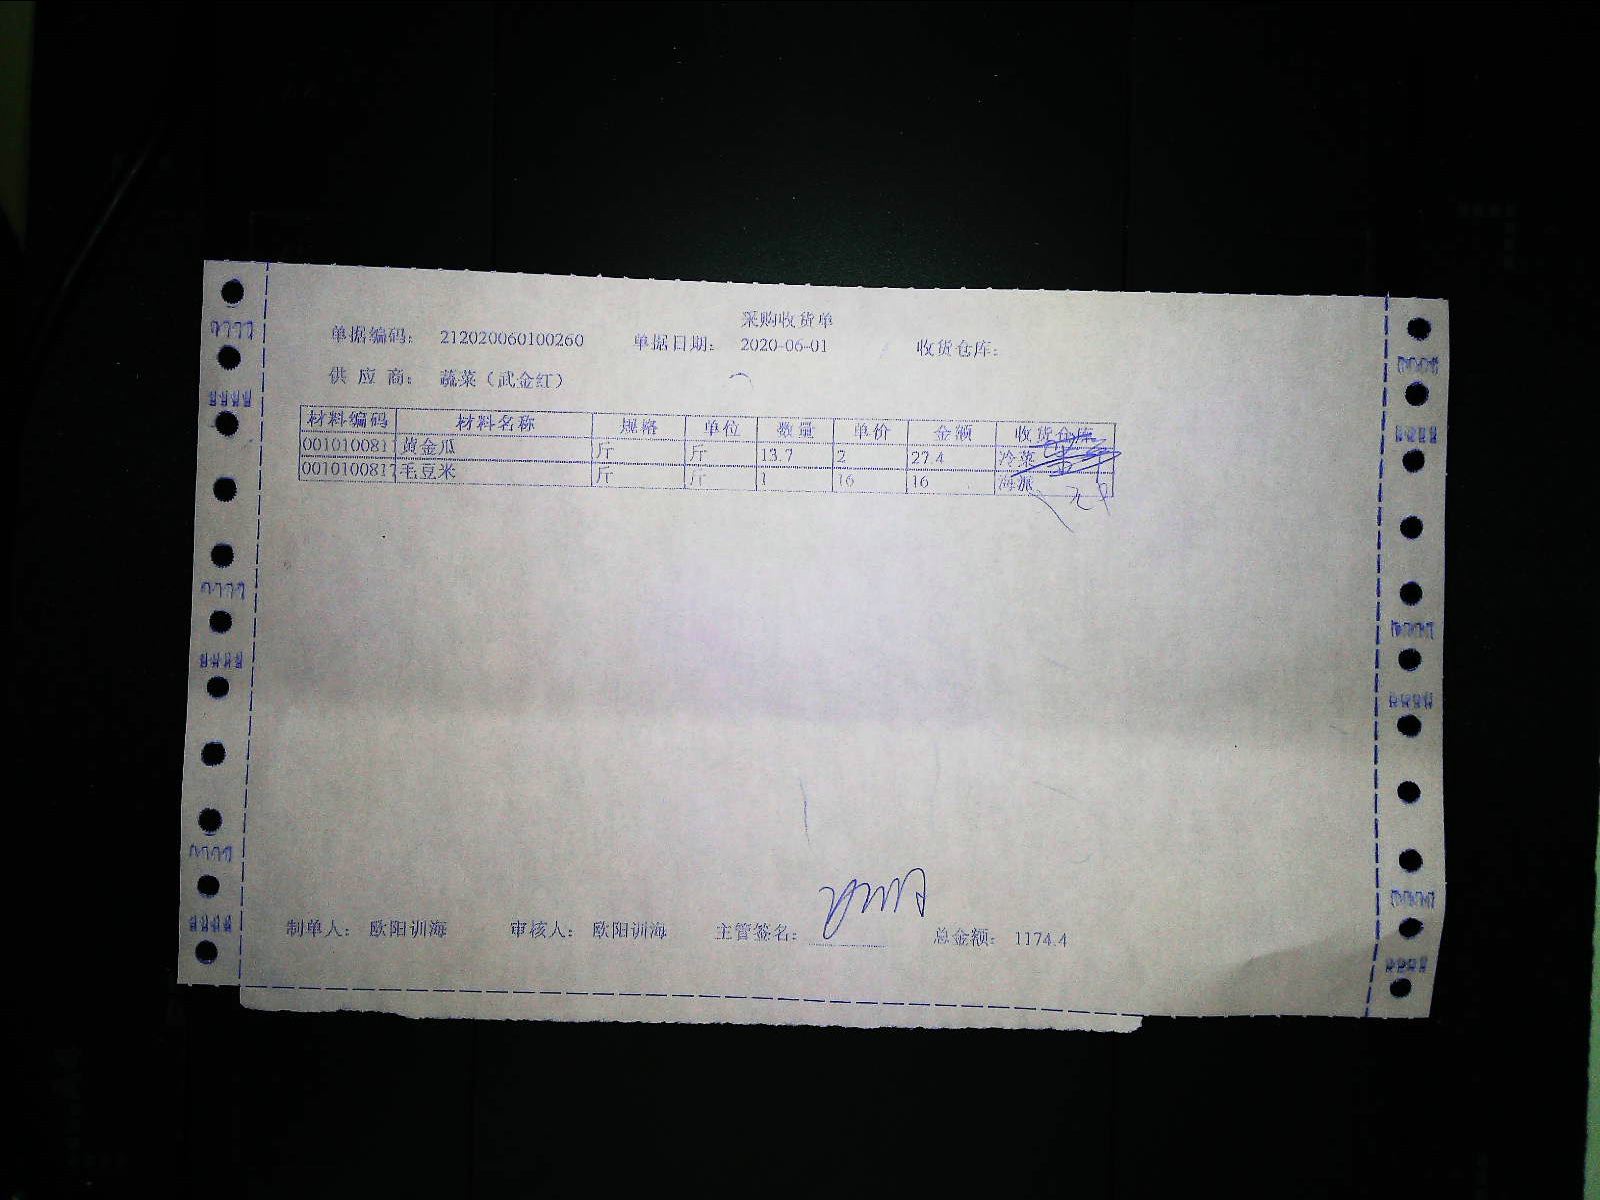 采购收货单
单据编码: 212020060100260 单据日期: 2020-06-01 收货仓库:
供应商: 蔬菜（武金红）
材料编码 材料名称 规格 单位 数量 单价 金额 收货仓库
0010100811 黄金瓜 斤 斤 13.7 2 27.4 冷菜
0010100817 毛豆米 斤 斤 1 16 16 海派
制单人: 欧阳训海 审核人: 欧阳训海 主管签名: 总金额: 1174.4